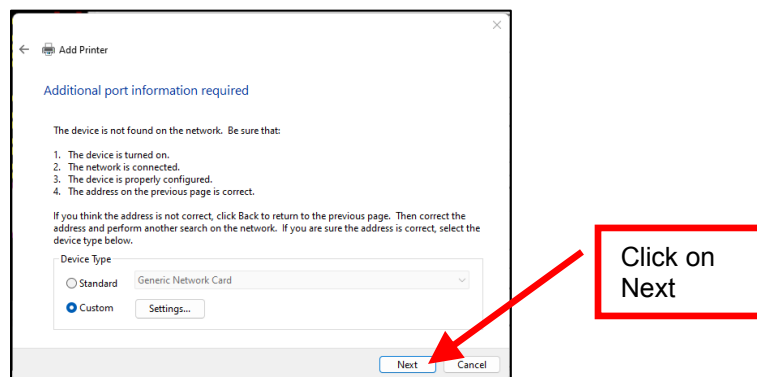 Add Printer
Additional port information required
The device is not found on the network. Be sure that:
1. The device is turned on.
2. The network is connected.
3. The device is properly configured.
4. The address on the previous page is correct.
If you think the address is not correct, click Back to return to the previous page. Then correct the
address and perform another search on the network. If you are sure the address is correct, select the
device type below.
Device Type
Standard Generic Network Card
Custom Settings...
Click on
Next
Next Cancel